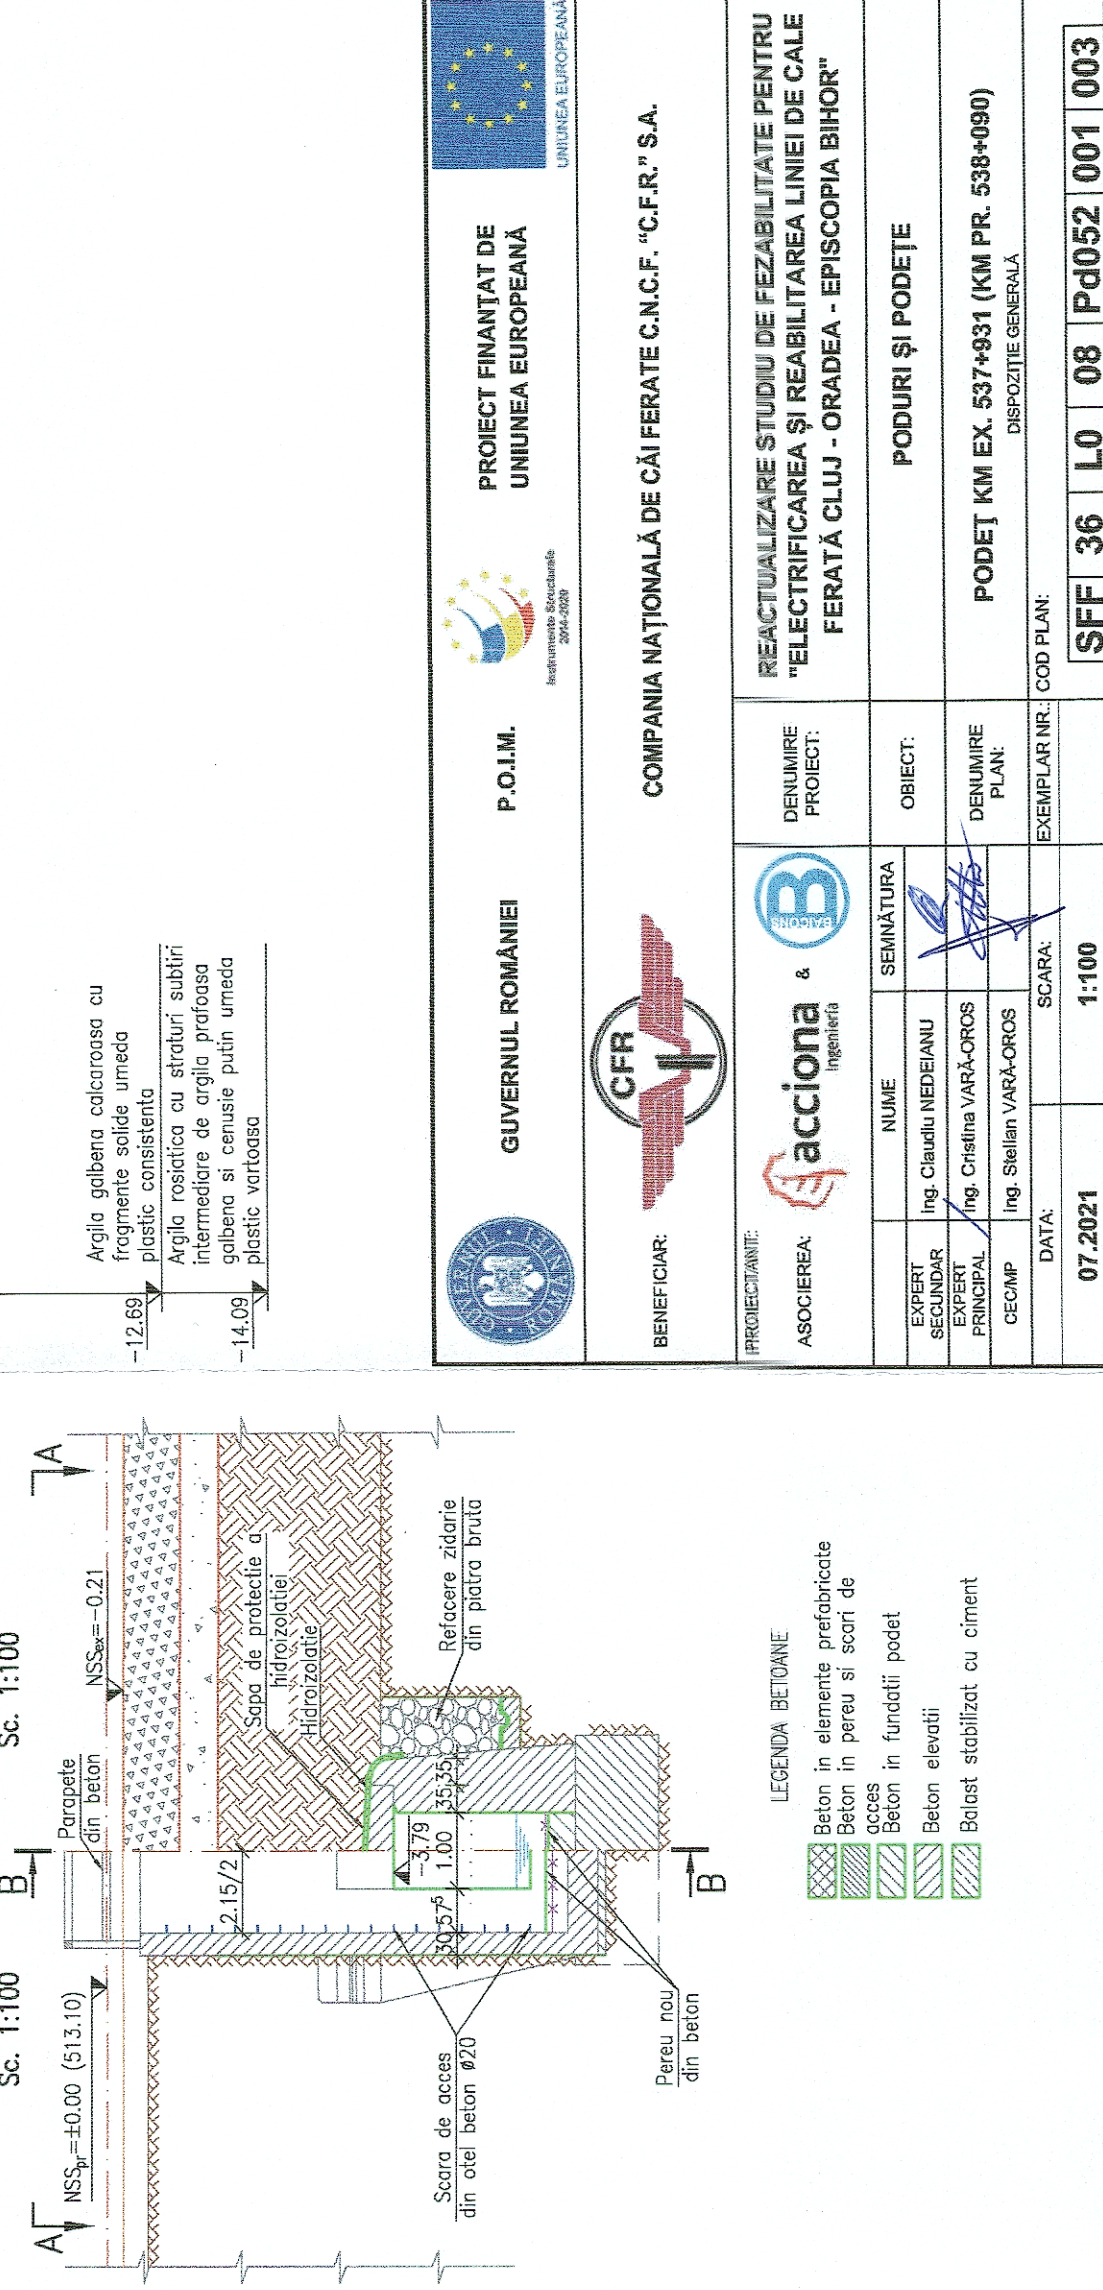 Sc. 1:100
Sc. 1:100
A
A
B
B
NSSpr=±0.00 (513.10)
Parapete
din beton
NSSex=-0.21
2.15/2
Sapa de protectie a
hidroizolatiei
Hidroizolatie
-3.79
30 57⁵ 1.00 35 35
Refacere zidarie
din piatra bruta
Scara de acces
din otel beton ø20
Pereu nou
din beton
LEGENDA BETOANE
Beton in elemente prefabricate
Beton in pereu si scari de
acces
Beton in fundatii podet
Beton elevatii
Balast stabilizat cu ciment
-12.69
Argila galbena calcaroasa cu
fragmente solide umeda
plastic consistenta
-14.09
Argila rosiatica cu straturi subtiri
intermediare de argila prafoasa
galbena si cenusie putin umeda
plastic vartoasa
GUVERNUL ROMÂNIEI
GUVERNUL ROMÂNIEI
P.O.I.M.
Instrumente Structurale
2014-2020
PROIECT FINANȚAT DE
UNIUNEA EUROPEANĂ
UNIUNEA EUROPEANĂ
BENEFICIAR:
CFR
COMPANIA NAȚIONALĂ DE CĂI FERATE C.N.C.F. “C.F.R.” S.A.
PROIECTANT:
ASOCIEREA:
acciona
Ingeniería
&
B
BAICONS
DENUMIRE
PROIECT:
REACTUALIZARE STUDIU DE FEZABILITATE PENTRU
"ELECTRIFICAREA ȘI REABILITAREA LINIEI DE CALE
FERATĂ CLUJ - ORADEA - EPISCOPIA BIHOR"
NUME
SEMNĂTURA
EXPERT
SECUNDAR
Ing. Claudiu NEDEIANU
EXPERT
PRINCIPAL
Ing. Cristina VARĂ-OROS
CEC/MP
Ing. Stelian VARĂ-OROS
OBIECT:
PODURI ȘI PODEȚE
DENUMIRE
PLAN:
PODEȚ KM EX. 537+931 (KM PR. 538+090)
DISPOZIȚIE GENERALĂ
DATA:
07.2021
SCARA:
1:100
EXEMPLAR NR.:
COD PLAN:
SFF 36 L0 08 Pd052 001 003